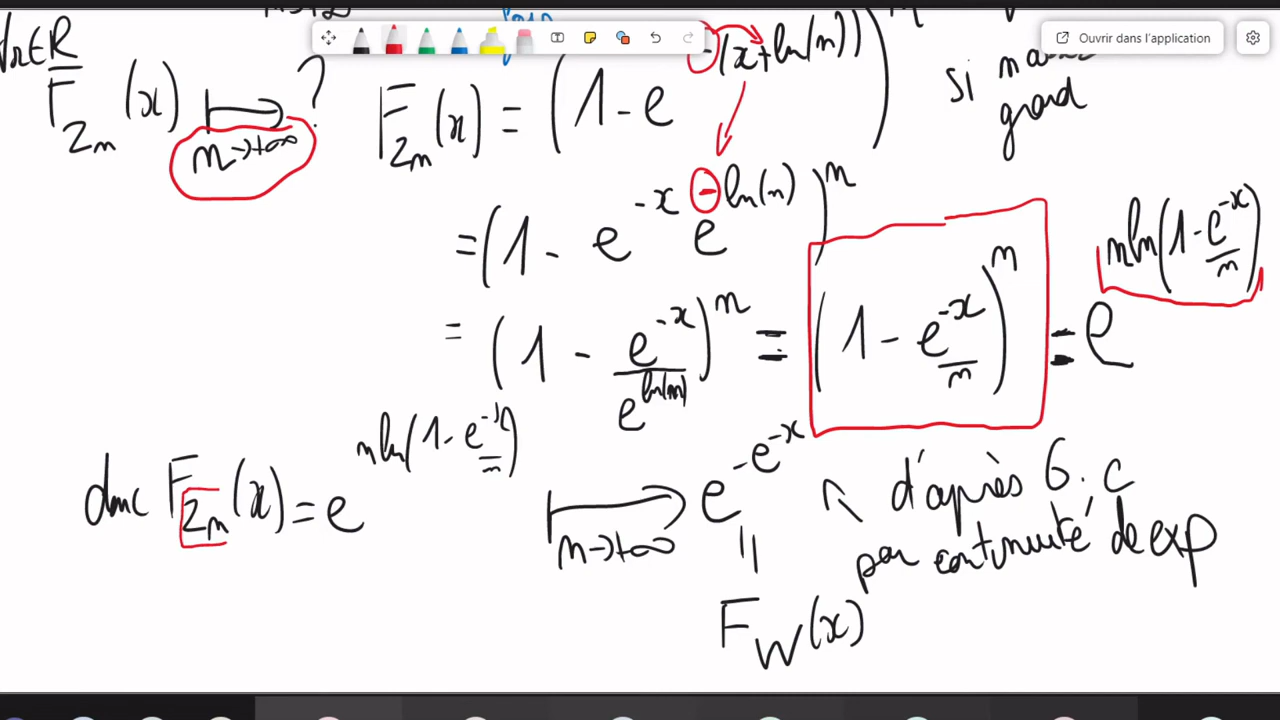 Ouvrir dans l'application
∀x∈ℝ
F_{Z_n}(x) ⟼_{n→+∞} ? F_{Z_n}(x) = (1 - e^{-(x+ln(n))})^n si n assez
grand
= (1 - e^{-x} e^{-ln(n)})^n
= (1 - e^{-x}/e^{ln(n)})^n = (1 - e^{-x}/n)^n = e^{n ln(1 - e^{-x}/n)}
donc F_{Z_n}(x) = e^{n ln(1 - e^{-x}/n)} ⟼_{n→+∞} e^{-e^{-x}} d'après 6.c
par continuité de exp
=
F_W(x)